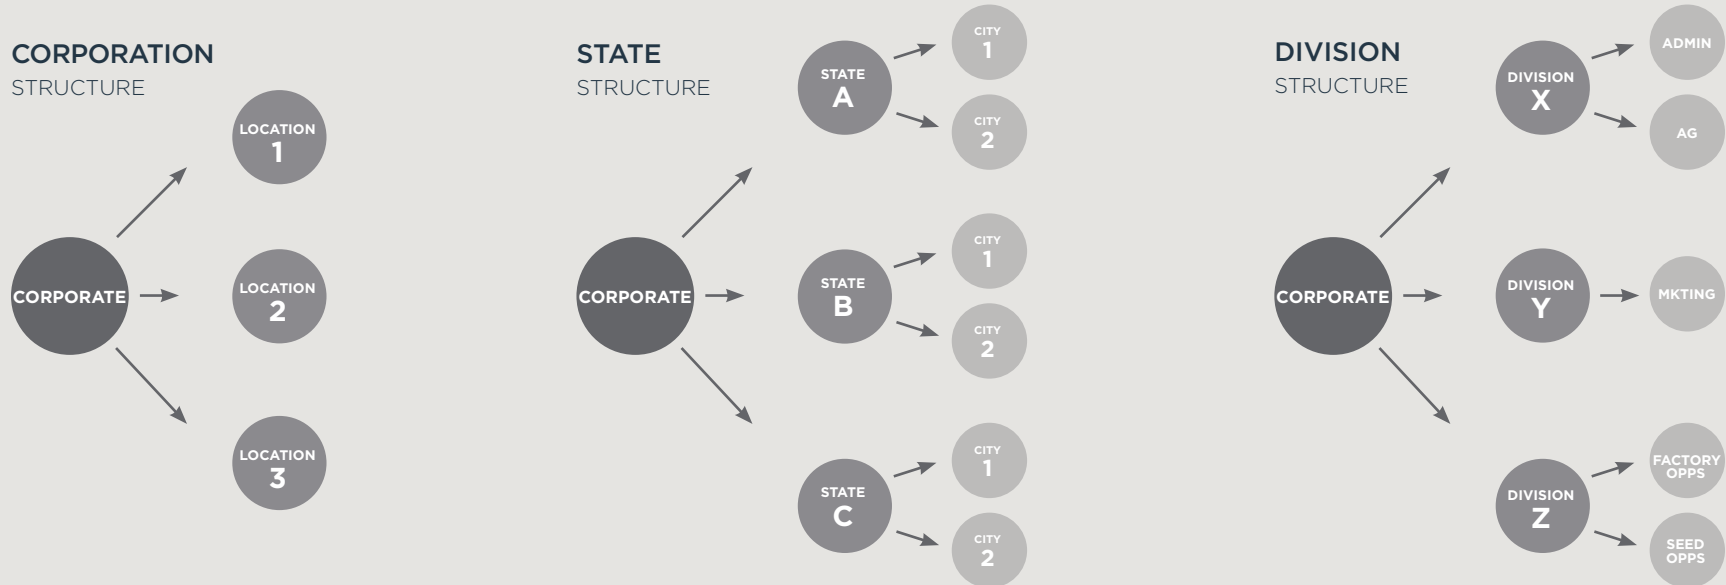 CORPORATION
STRUCTURE
LOCATION
1
CORPORATE
LOCATION
2
LOCATION
3
STATE
STRUCTURE
STATE
A
CITY
1
CITY
2
CORPORATE
STATE
B
CITY
1
CITY
2
STATE
C
CITY
1
CITY
2
DIVISION
STRUCTURE
DIVISION
X
ADMIN
AG
CORPORATE
DIVISION
Y
MKTING
DIVISION
Z
FACTORY
OPPS
SEED
OPPS